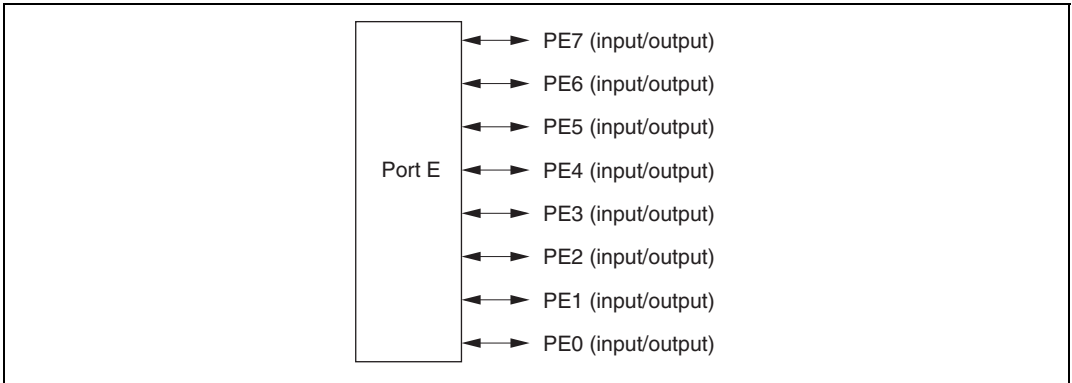 PE7 (input/output)
PE6 (input/output)
PE5 (input/output)
Port E
PE4 (input/output)
PE3 (input/output)
PE2 (input/output)
PE1 (input/output)
PE0 (input/output)